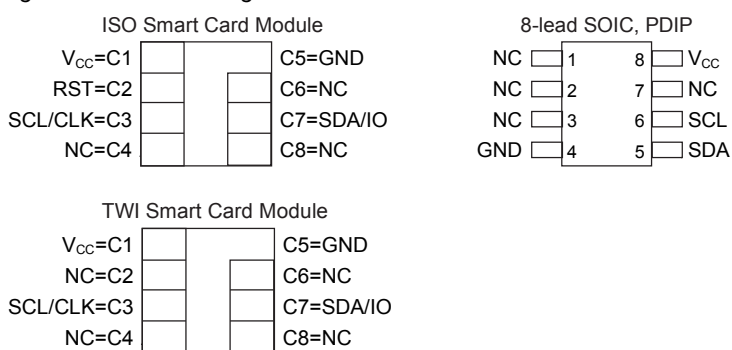 ISO Smart Card Module
VCC=C1
C5=GND
RST=C2
C6=NC
SCL/CLK=C3
C7=SDA/IO
NC=C4
C8=NC
8-lead SOIC, PDIP
NC 1 8 VCC
NC 2 7 NC
NC 3 6 SCL
GND 4 5 SDA
TWI Smart Card Module
VCC=C1
C5=GND
NC=C2
C6=NC
SCL/CLK=C3
C7=SDA/IO
NC=C4
C8=NC